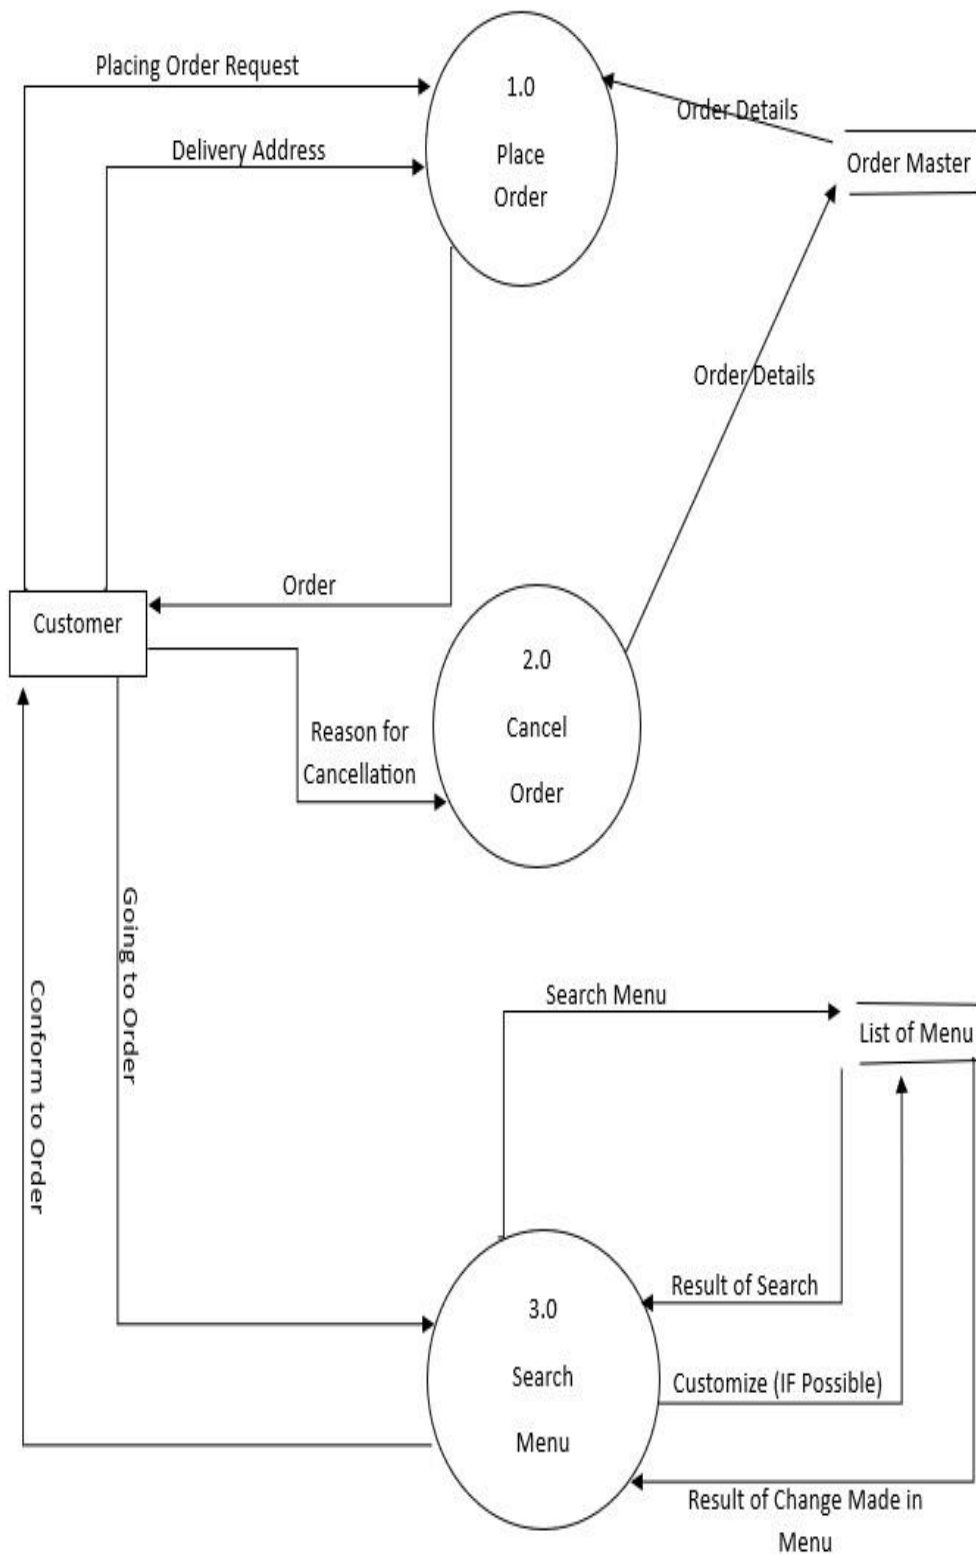 Placing Order Request
1.0
Order Details
Delivery Address
Place
Order
Order Master
Order Details
Order
Customer
2.0
Reason for
Cancellation
Cancel
Order
Going to Order
Conform to Order
Search Menu
List of Menu
Result of Search
3.0
Search
Menu
Customize (IF Possible)
Result of Change Made in
Menu